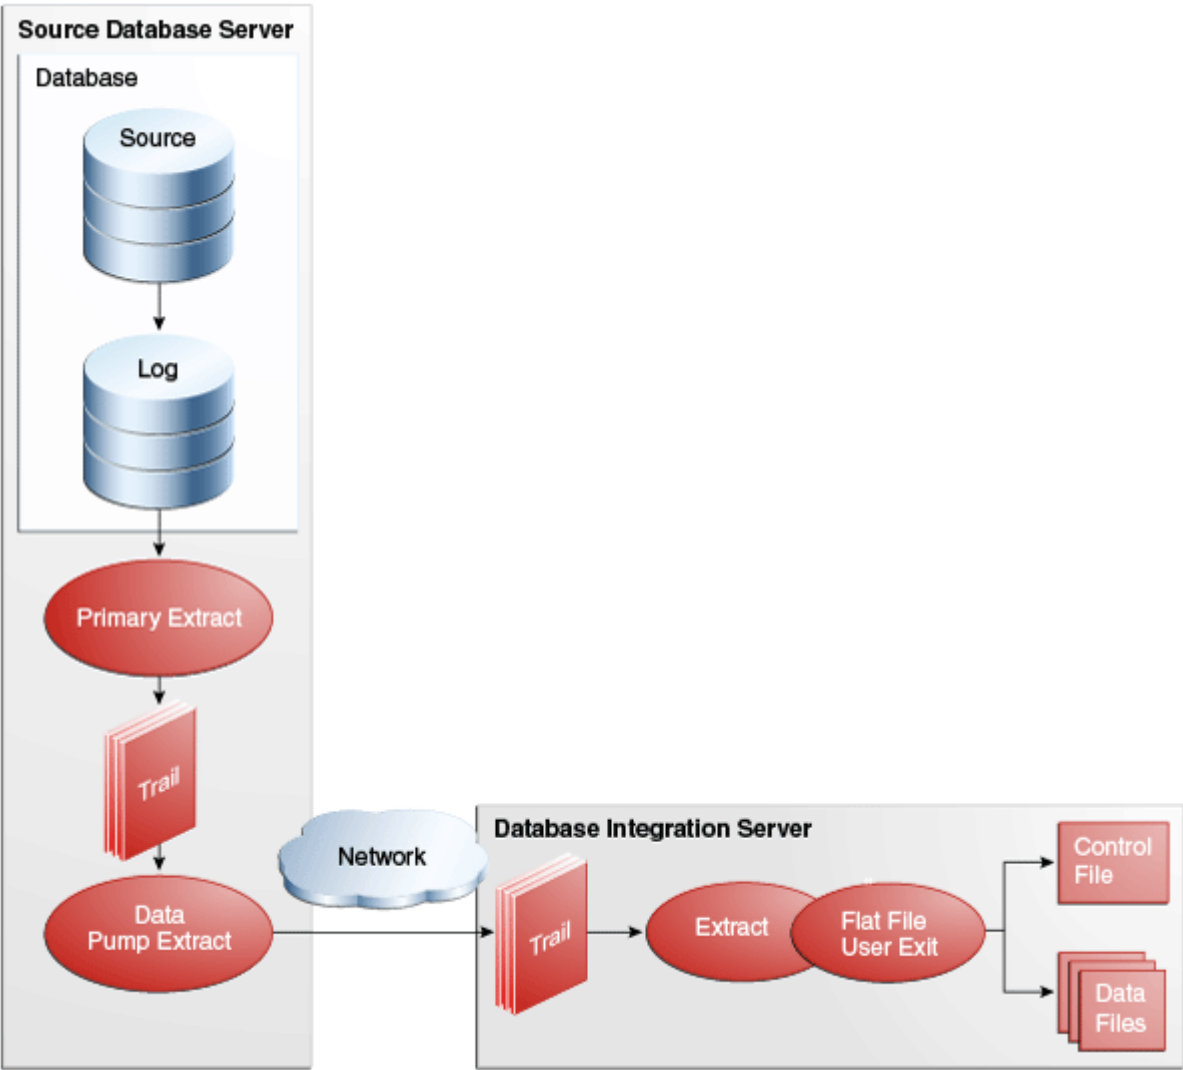 Source Database Server
Database
Source
Log
Primary Extract
Trail
Data
Pump Extract
Network
Database Integration Server
Trail
Extract
Flat File
User Exit
Control
File
Data
Files